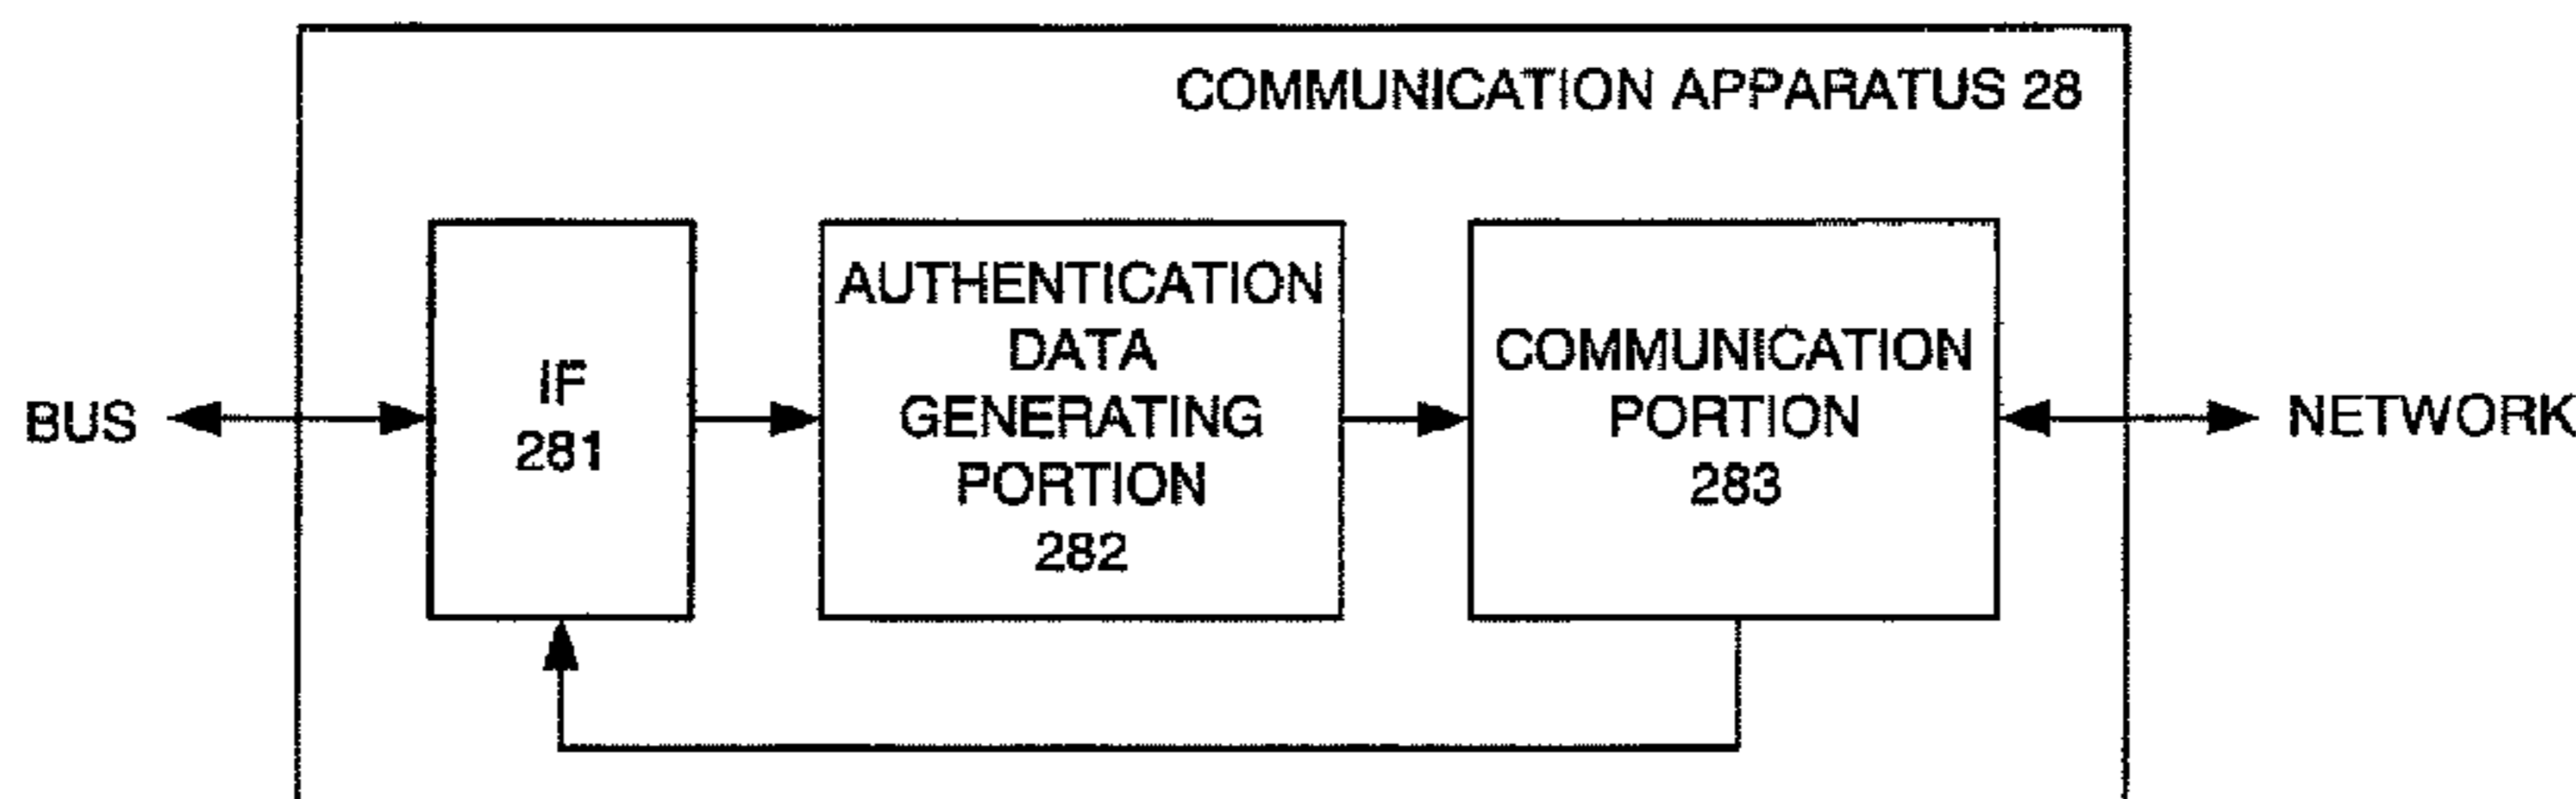 COMMUNICATION APPARATUS 28
BUS
IF
281
AUTHENTICATION
DATA
GENERATING
PORTION
282
COMMUNICATION
PORTION
283
NETWORK